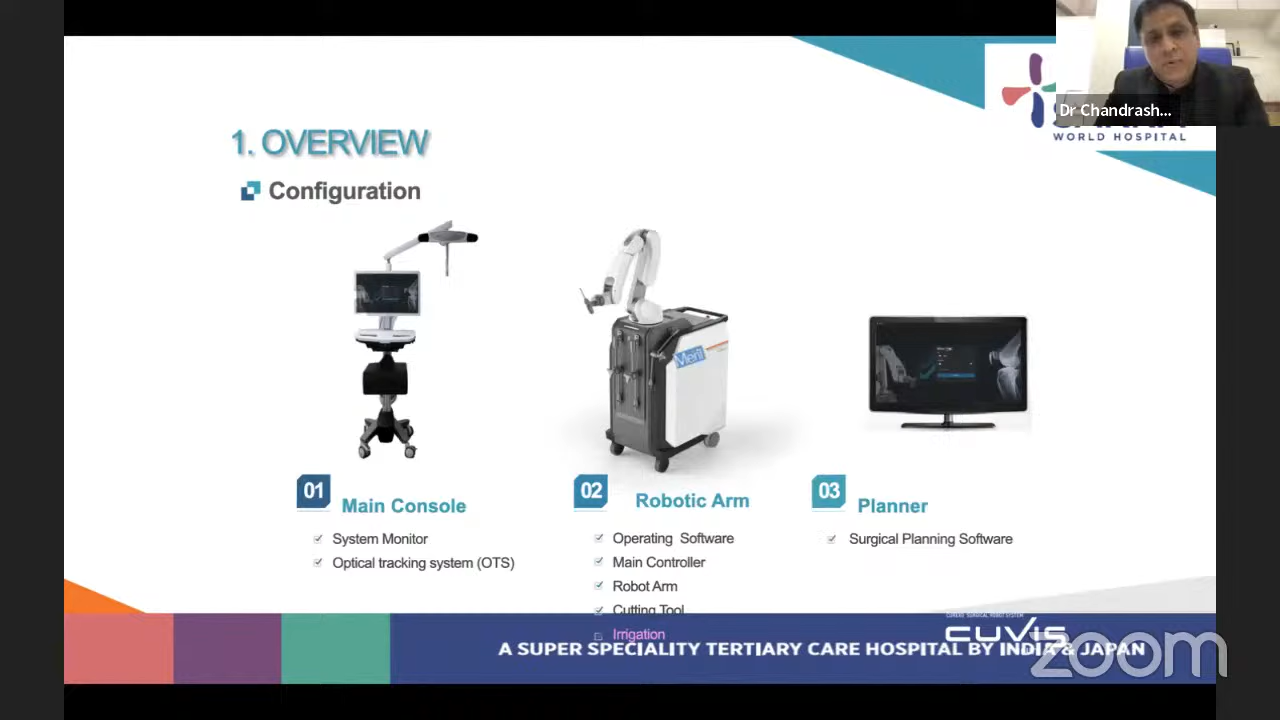 Dr Chandrash...
WORLD HOSPITAL
1. OVERVIEW
Configuration
Meril
01
Main Console
System Monitor
Optical tracking system (OTS)
02
Robotic Arm
Operating Software
Main Controller
Robot Arm
Cutting Tool
Irrigation
03
Planner
Surgical Planning Software
CUVIS
A SUPER SPECIALITY TERTIARY CARE HOSPITAL BY INDIA & JAPAN
zoom